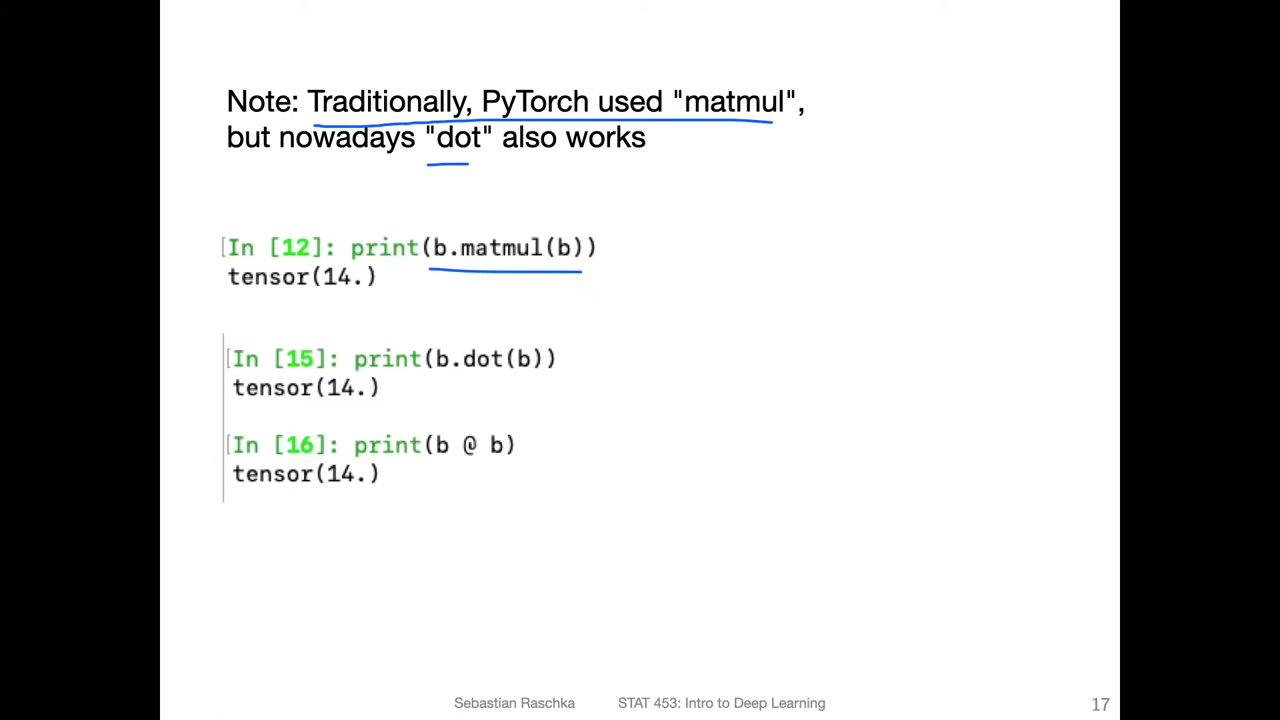 Note: Traditionally, PyTorch used "matmul",
but nowadays "dot" also works
[In [12]: print(b.matmul(b))
tensor(14.)
[In [15]: print(b.dot(b))
tensor(14.)
[In [16]: print(b @ b)
tensor(14.)
Sebastian Raschka STAT 453: Intro to Deep Learning 17